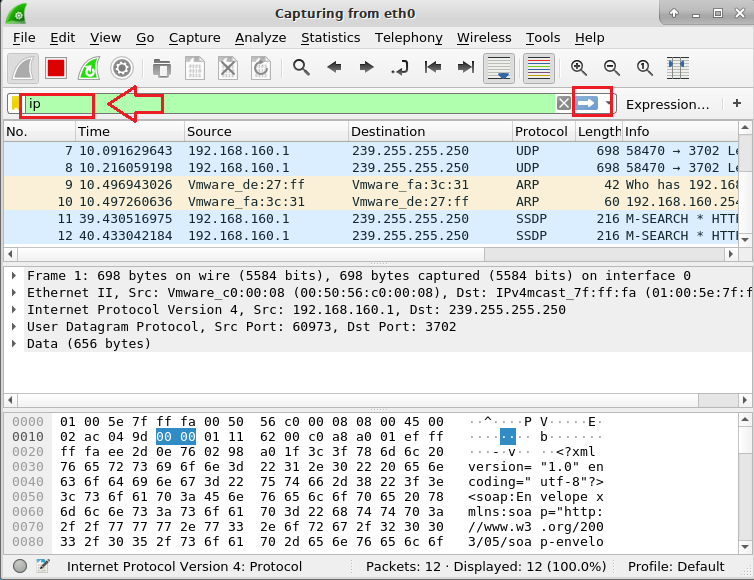 Capturing from eth0
File Edit View Go Capture Analyze Statistics Telephony Wireless Tools Help
ip Expression... +
No. Time Source Destination Protocol Length Info
7 10.091629643 192.168.160.1 239.255.255.250 UDP 698 58470 → 3702 Le
8 10.216059198 192.168.160.1 239.255.255.250 UDP 698 58470 → 3702 Le
9 10.496943026 Vmware_de:27:ff Vmware_fa:3c:31 ARP 42 Who has 192.168
10 10.497260636 Vmware_fa:3c:31 Vmware_de:27:ff ARP 60 192.168.160.254
11 39.430516975 192.168.160.1 239.255.255.250 SSDP 216 M-SEARCH * HTTP
12 40.433042184 192.168.160.1 239.255.255.250 SSDP 216 M-SEARCH * HTTP
Frame 1: 698 bytes on wire (5584 bits), 698 bytes captured (5584 bits) on interface 0
Ethernet II, Src: Vmware_c0:00:08 (00:50:56:c0:00:08), Dst: IPv4mcast_7f:ff:fa (01:00:5e:7f:f
Internet Protocol Version 4, Src: 192.168.160.1, Dst: 239.255.255.250
User Datagram Protocol, Src Port: 60973, Dst Port: 3702
Data (656 bytes)
0000 01 00 5e 7f ff fa 00 50 56 c0 00 08 08 00 45 00 ··^····P V·····E·
0010 02 ac 04 9d 00 00 01 11 62 00 c0 a8 a0 01 ef ff ········ b·······
0020 ff fa ee 2d 0e 76 02 98 a0 1f 3c 3f 78 6d 6c 20 ···-·v·· ··<?xml
0030 76 65 72 73 69 6f 6e 3d 22 31 2e 30 22 20 65 6e version= "1.0" en
0040 63 6f 64 69 6e 67 3d 22 75 74 66 2d 38 22 3f 3e coding=" utf-8"?>
0050 3c 73 6f 61 70 3a 45 6e 76 65 6c 6f 70 65 20 78 <soap:En velope x
0060 6d 6c 6e 73 3a 73 6f 61 70 3d 22 68 74 74 70 3a mlns:soa p="http:
0070 2f 2f 77 77 77 2e 77 33 2e 6f 72 67 2f 32 30 30 //www.w3 .org/200
0080 33 2f 30 35 2f 73 6f 61 70 2d 65 6e 76 65 6c 6f 3/05/soa p-envelo
Internet Protocol Version 4: Protocol Packets: 12 · Displayed: 12 (100.0%) Profile: Default